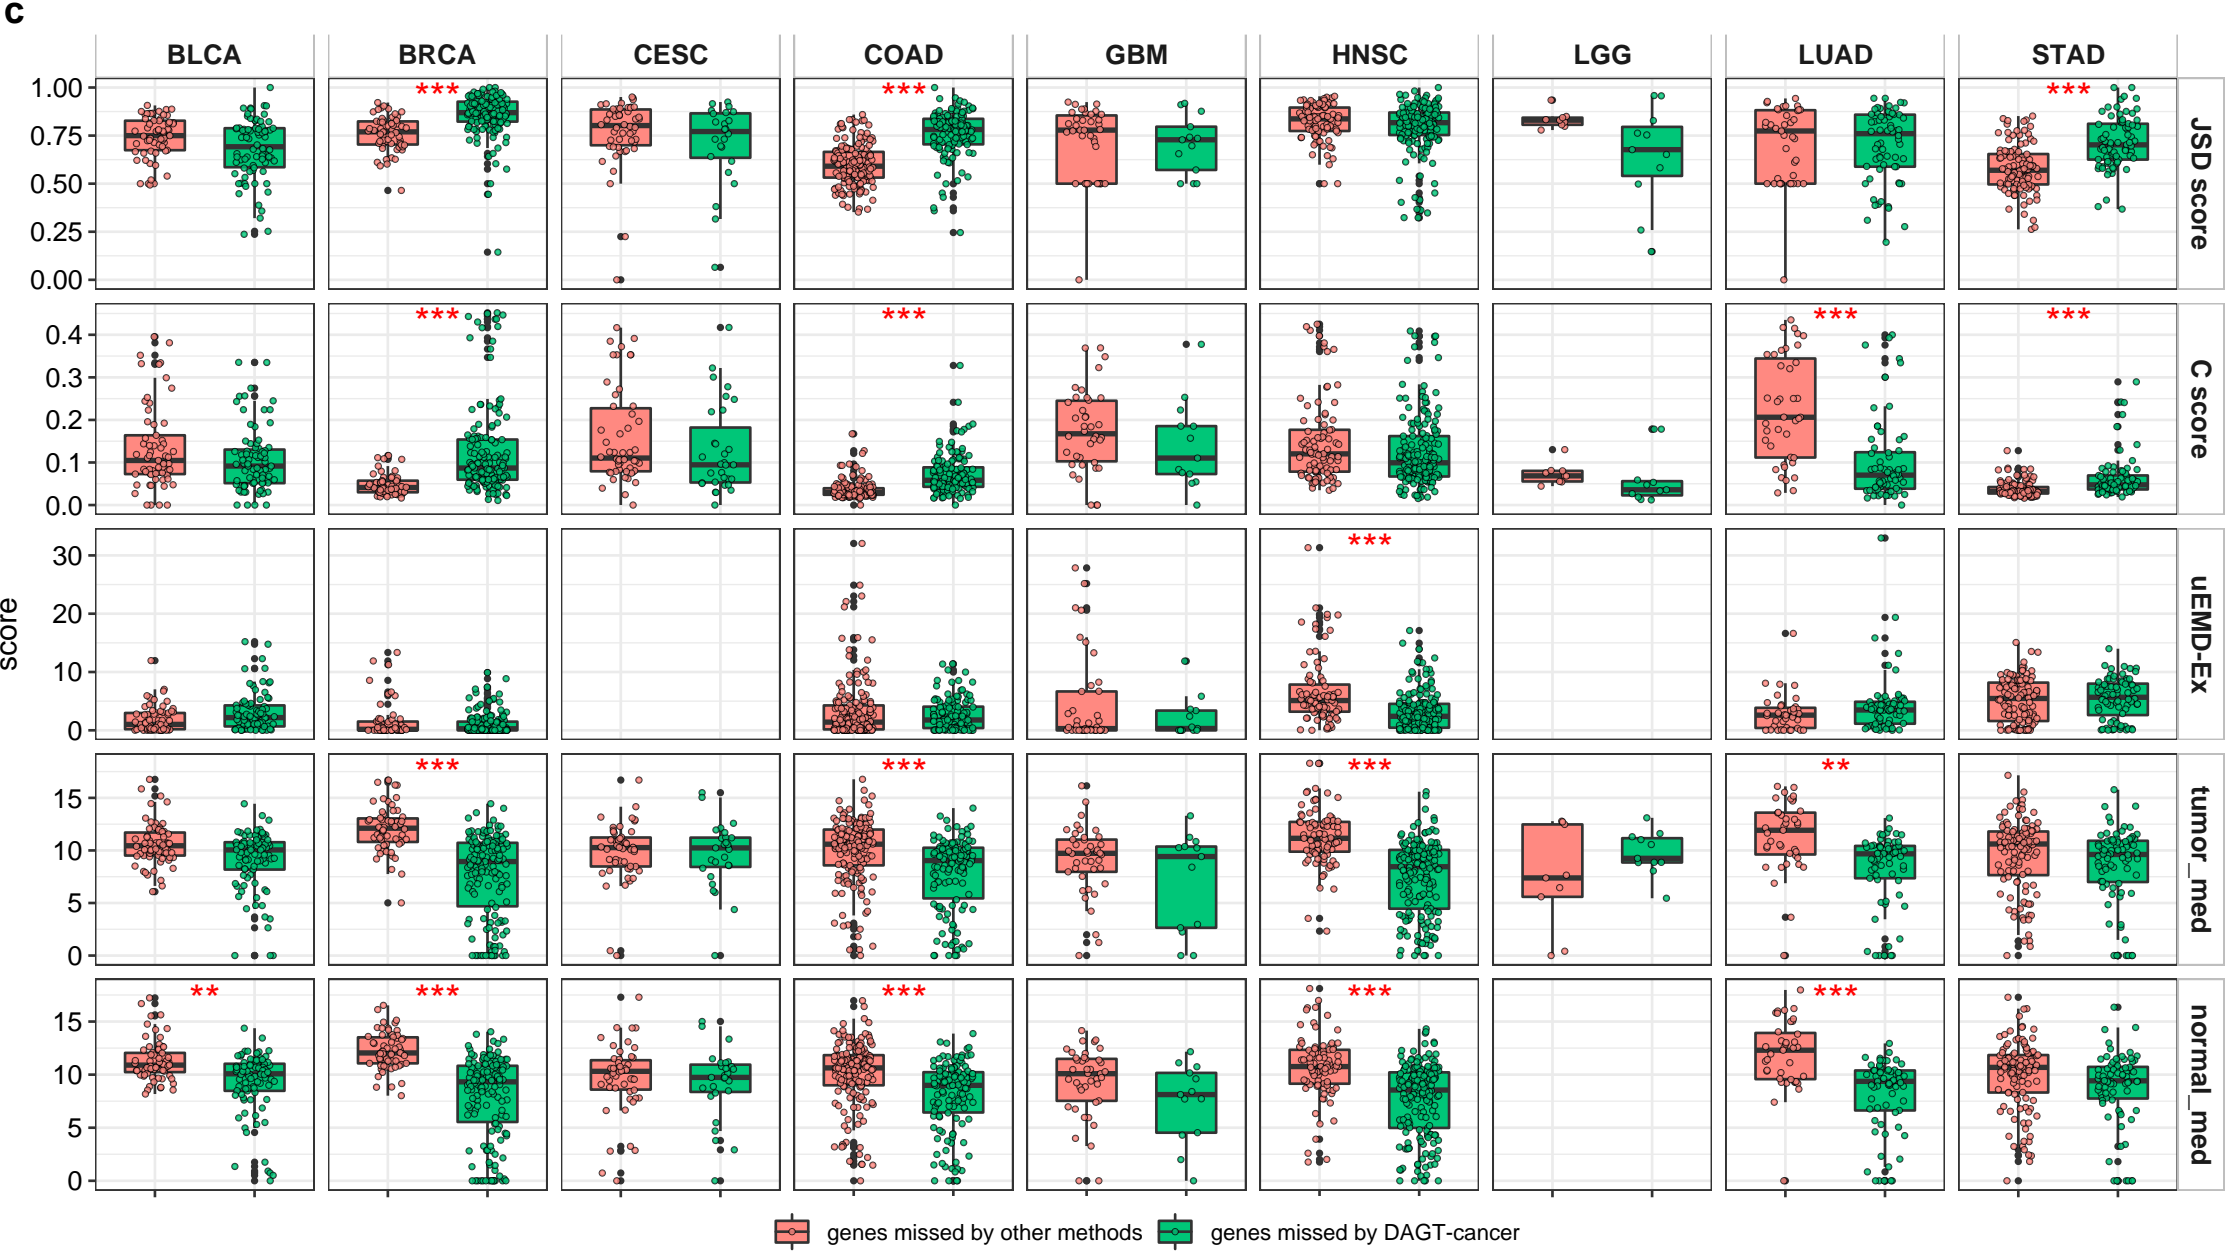 c
BLCA BRCA CESC COAD GBM HNSC LGG LUAD STAD
1.00 *** *** ***
0.75
0.50
0.25
0.00
JSD score
*** *** *** ***
0.4
0.3
0.2
0.1
0.0
C score
***
30
20
10
0
uEMD-Ex
score
*** *** *** **
15
10
5
0
tumor_med
** *** *** *** ***
15
10
5
0
normal_med
genes missed by other methods genes missed by DAGT-cancer